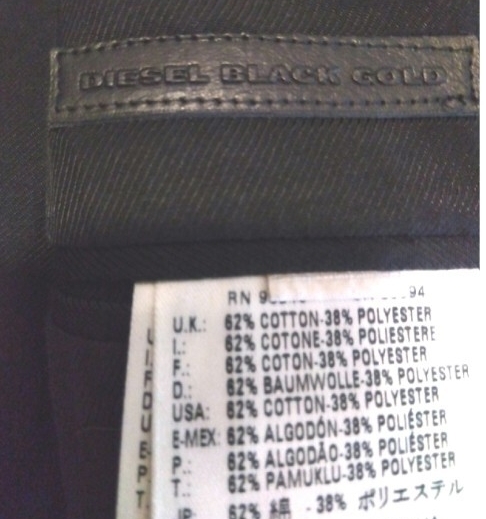 DIESEL BLACK GOLD
RN
U.K.: 62% COTTON-38% POLYESTER
I.: 62% COTONE-38% POLIESTERE
F.: 62% COTON-38% POLYESTER
D.: 62% BAUMWOLLE-38% POLYESTER
USA: 62% COTTON-38% POLYESTER
E-MEX: 62% ALGODÓN-38% POLIÉSTER
P.: 62% ALGODÃO-38% POLIÉSTER
T.: 62% PAMUKLU-38% POLYESTER
JP: 62% 綿 - 38% ポリエステル